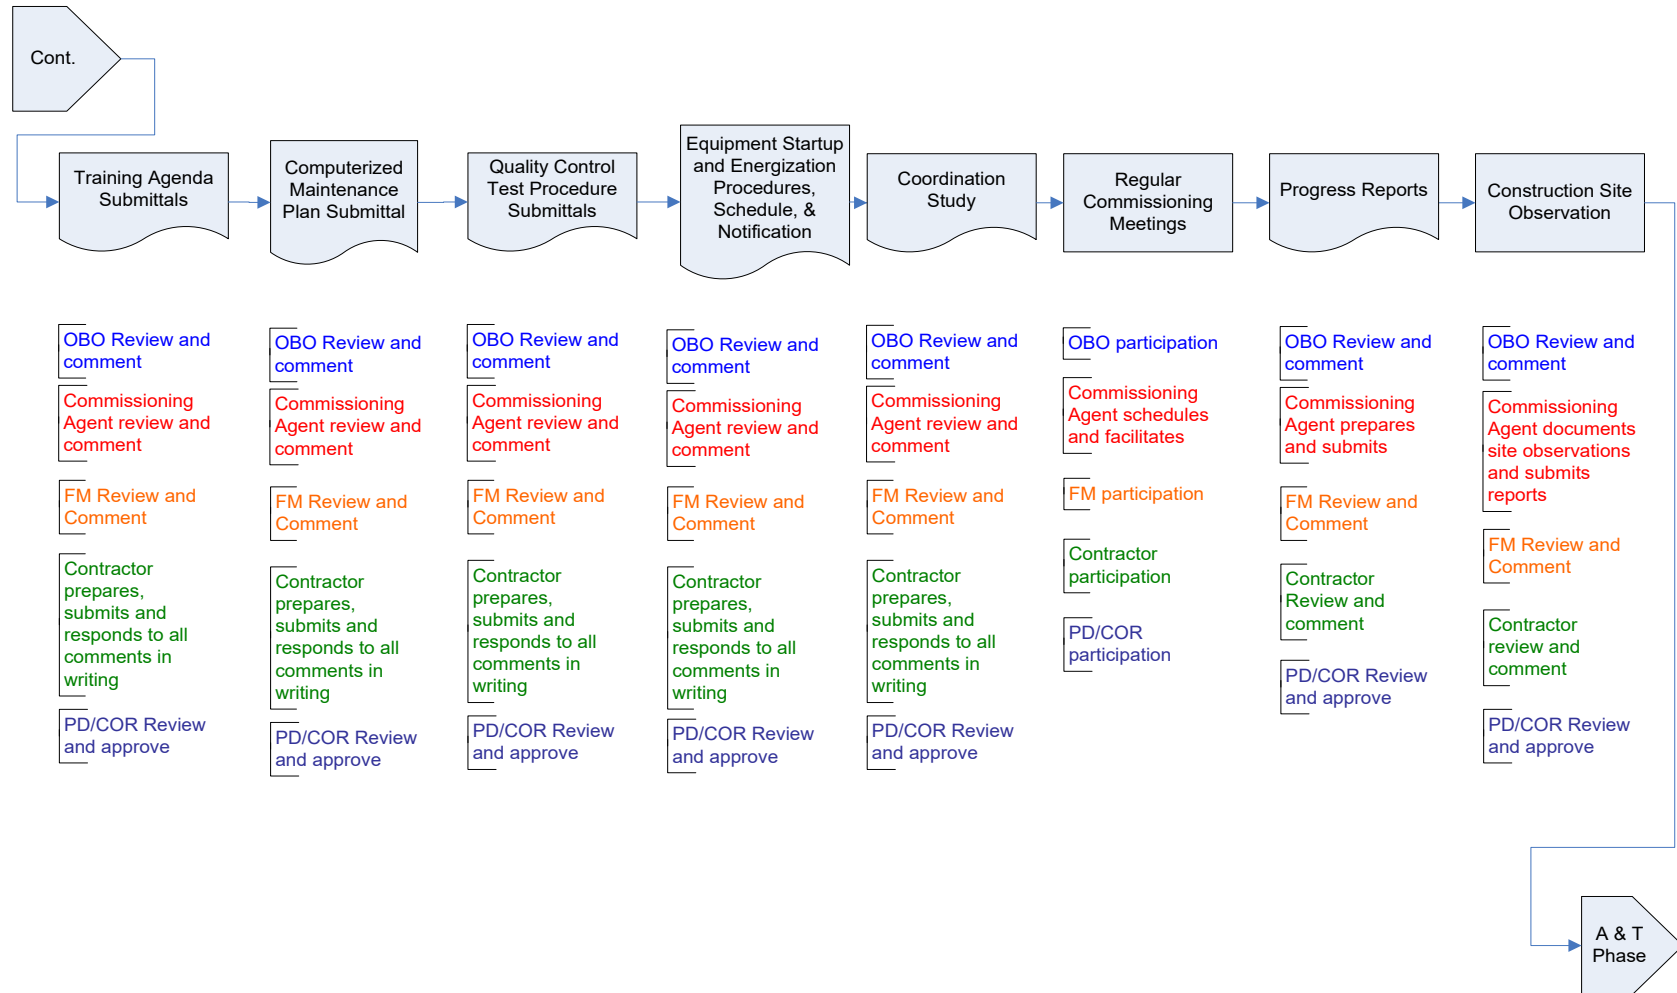 Cont.
Training Agenda
Submittals
Computerized
Maintenance
Plan Submittal
Quality Control
Test Procedure
Submittals
Equipment Startup
and Energization
Procedures,
Schedule, &
Notification
Coordination
Study
Regular
Commissioning
Meetings
Progress Reports
Construction Site
Observation
OBO Review and
comment
Commissioning
Agent review and
comment
FM Review and
Comment
Contractor
prepares,
submits and
responds to all
comments in
writing
PD/COR Review
and approve
OBO Review and
comment
Commissioning
Agent review and
comment
FM Review and
Comment
Contractor
prepares,
submits and
responds to all
comments in
writing
PD/COR Review
and approve
OBO Review and
comment
Commissioning
Agent review and
comment
FM Review and
Comment
Contractor
prepares,
submits and
responds to all
comments in
writing
PD/COR Review
and approve
OBO Review and
comment
Commissioning
Agent review and
comment
FM Review and
Comment
Contractor
prepares,
submits and
responds to all
comments in
writing
PD/COR Review
and approve
OBO Review and
comment
Commissioning
Agent review and
comment
FM Review and
Comment
Contractor
prepares,
submits and
responds to all
comments in
writing
PD/COR Review
and approve
OBO participation
Commissioning
Agent schedules
and facilitates
FM participation
Contractor
participation
PD/COR
participation
OBO Review and
comment
Commissioning
Agent prepares
and submits
FM Review and
Comment
Contractor
Review and
comment
PD/COR Review
and approve
OBO Review and
comment
Commissioning
Agent documents
site observations
and submits
reports
FM Review and
Comment
Contractor
review and
comment
PD/COR Review
and approve
A & T
Phase